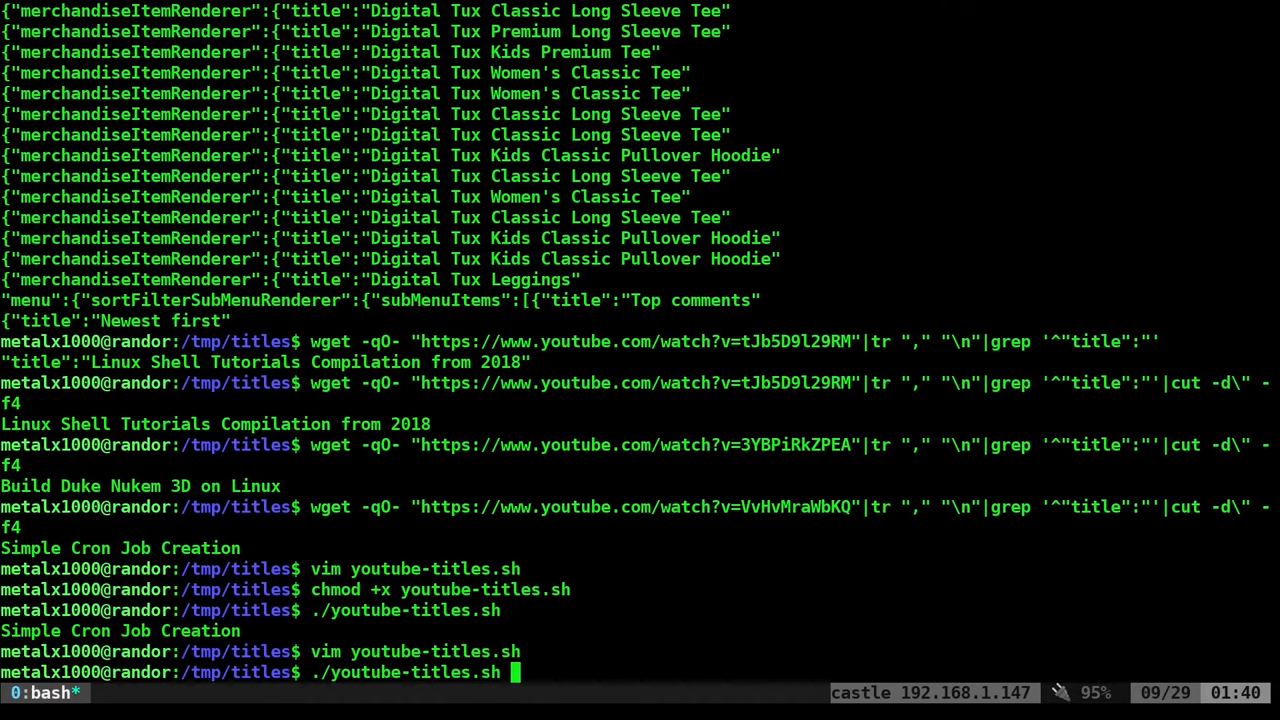 {"merchandiseItemRenderer":{"title":"Digital Tux Classic Long Sleeve Tee"
{"merchandiseItemRenderer":{"title":"Digital Tux Premium Long Sleeve Tee"
{"merchandiseItemRenderer":{"title":"Digital Tux Kids Premium Tee"
{"merchandiseItemRenderer":{"title":"Digital Tux Women's Classic Tee"
{"merchandiseItemRenderer":{"title":"Digital Tux Women's Classic Tee"
{"merchandiseItemRenderer":{"title":"Digital Tux Classic Long Sleeve Tee"
{"merchandiseItemRenderer":{"title":"Digital Tux Classic Long Sleeve Tee"
{"merchandiseItemRenderer":{"title":"Digital Tux Kids Classic Pullover Hoodie"
{"merchandiseItemRenderer":{"title":"Digital Tux Classic Long Sleeve Tee"
{"merchandiseItemRenderer":{"title":"Digital Tux Women's Classic Tee"
{"merchandiseItemRenderer":{"title":"Digital Tux Classic Long Sleeve Tee"
{"merchandiseItemRenderer":{"title":"Digital Tux Kids Classic Pullover Hoodie"
{"merchandiseItemRenderer":{"title":"Digital Tux Kids Classic Pullover Hoodie"
{"merchandiseItemRenderer":{"title":"Digital Tux Leggings"
"menu":{"sortFilterSubMenuRenderer":{"subMenuItems":[{"title":"Top comments"
{"title":"Newest first"
metalx1000@randor:/tmp/titles$ wget -qO- "https://www.youtube.com/watch?v=tJb5D9l29RM"|tr "," "\n"|grep '^"title":"'
"title":"Linux Shell Tutorials Compilation from 2018"
metalx1000@randor:/tmp/titles$ wget -qO- "https://www.youtube.com/watch?v=tJb5D9l29RM"|tr "," "\n"|grep '^"title":"'|cut -d\" -
f4
Linux Shell Tutorials Compilation from 2018
metalx1000@randor:/tmp/titles$ wget -qO- "https://www.youtube.com/watch?v=3YBPiRkZPEA"|tr "," "\n"|grep '^"title":"'|cut -d\" -
f4
Build Duke Nukem 3D on Linux
metalx1000@randor:/tmp/titles$ wget -qO- "https://www.youtube.com/watch?v=VvHvMraWbKQ"|tr "," "\n"|grep '^"title":"'|cut -d\" -
f4
Simple Cron Job Creation
metalx1000@randor:/tmp/titles$ vim youtube-titles.sh
metalx1000@randor:/tmp/titles$ chmod +x youtube-titles.sh
metalx1000@randor:/tmp/titles$ ./youtube-titles.sh
Simple Cron Job Creation
metalx1000@randor:/tmp/titles$ vim youtube-titles.sh
metalx1000@randor:/tmp/titles$ ./youtube-titles.sh
0:bash* castle 192.168.1.147 95% 09/29 01:40